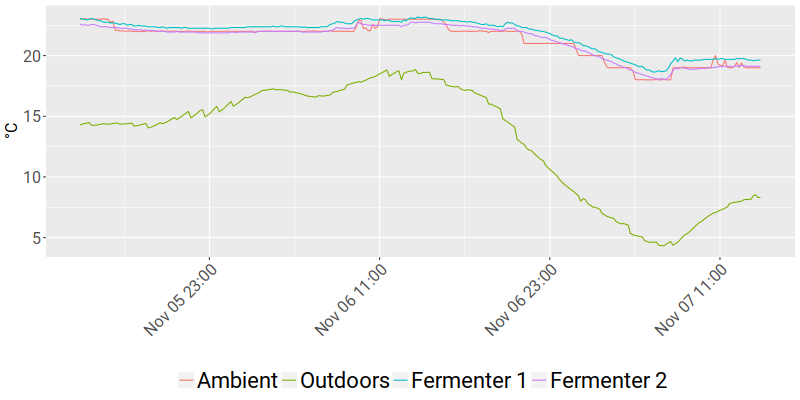 °C
20
15
10
5
Nov 05 23:00
Nov 06 11:00
Nov 06 23:00
Nov 07 11:00
Ambient Outdoors Fermenter 1 Fermenter 2